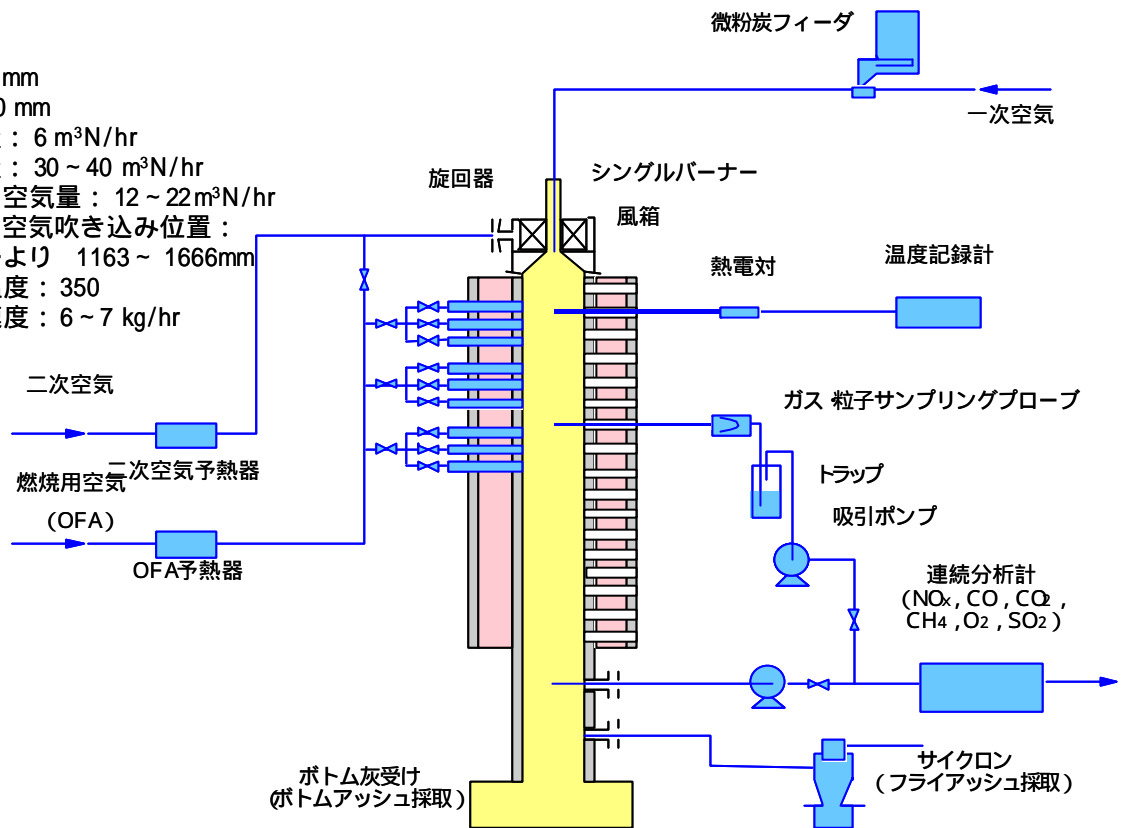 微粉炭フィーダ
一次空気
mm
0 mm
: 6 m³N/hr
: 30～40 m³N/hr
空気量 : 12～22m³N/hr
空気吹き込み位置 :
より 1163～1666mm
度 : 350
度 : 6～7 kg/hr
旋回器
シングルバーナー
風箱
熱電対
温度記録計
二次空気
二次空気予熱器
燃焼用空気
(OFA)
OFA予熱器
ガス・粒子サンプリングプローブ
トラップ
吸引ポンプ
連続分析計
(NOx , CO , CO2 ,
CH4 , O2 , SO2 )
ボトム灰受け
(ボトムアッシュ採取)
サイクロン
(フライアッシュ採取)